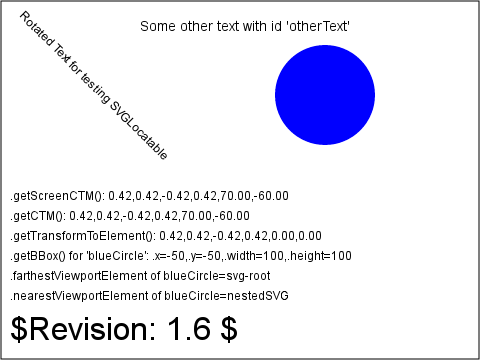 Some other text with id 'otherText'
Rotated Text for testing SVGLocatable
.getScreenCTM(): 0.42,0.42,-0.42,0.42,70.00,-60.00
.getCTM(): 0.42,0.42,-0.42,0.42,70.00,-60.00
.getTransformToElement(): 0.42,0.42,-0.42,0.42,0.00,0.00
.getBBox() for 'blueCircle': .x=-50,.y=-50,.width=100,.height=100
.farthestViewportElement of blueCircle=svg-root
.nearestViewportElement of blueCircle=nestedSVG
$Revision: 1.6 $